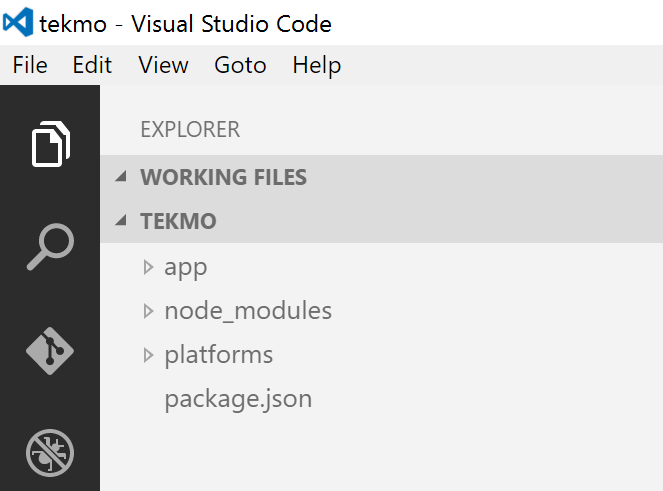 tekmo - Visual Studio Code
File Edit View Goto Help
EXPLORER
WORKING FILES
TEKMO
app
node_modules
platforms
package.json